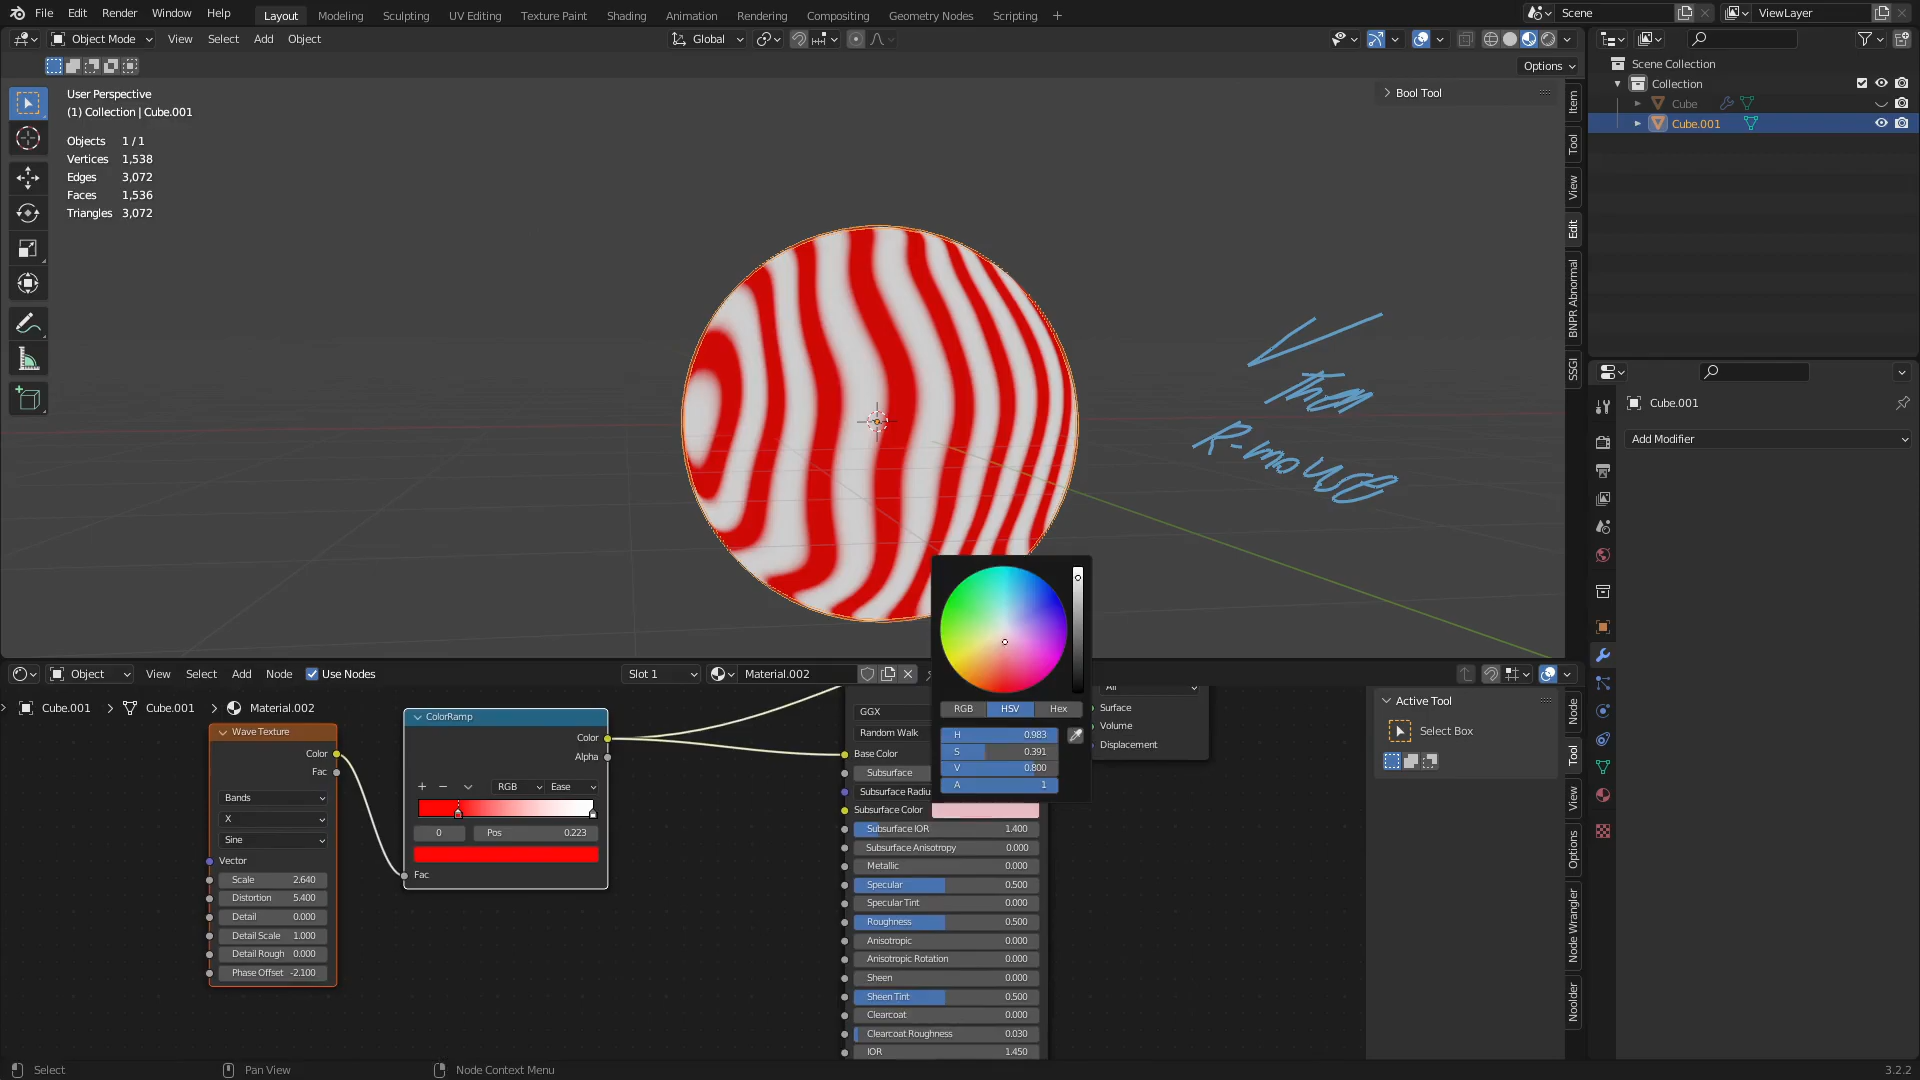 File Edit Render Window Help Layout Modeling Sculpting UV Editing Texture Paint Shading Animation Rendering Compositing Geometry Nodes Scripting + Scene ViewLayer
Object Mode View Select Add Object Global
Options
User Perspective
(1) Collection | Cube.001
Objects 1 / 1
Vertices 1,538
Edges 3,072
Faces 1,536
Triangles 3,072
Bool Tool
Item
Tool
View
Edit
BNPR Abnormal
SSGI
Scene Collection
Collection
Cube
Cube.001
V
then
R-mouse
Cube.001
Add Modifier
Object View Select Add Node Use Nodes Slot 1 Material.002
Cube.001 > Cube.001 > Material.002
Wave Texture
Color
Fac
Bands
X
Sine
Vector
Scale 2.640
Distortion 5.400
Detail 0.000
Detail Scale 1.000
Detail Rough 0.000
Phase Offset -2.100
ColorRamp
Color
Alpha
+ − RGB Ease
0 Pos 0.223
Fac
GGX
Random Walk
Base Color
Subsurface
Subsurface Radiu
Subsurface Color
Subsurface IOR 1.400
Subsurface Anisotropy 0.000
Metallic 0.000
Specular 0.500
Specular Tint 0.000
Roughness 0.500
Anisotropic 0.000
Anisotropic Rotation 0.000
Sheen 0.000
Sheen Tint 0.500
Clearcoat 0.000
Clearcoat Roughness 0.030
IOR 1.450
RGB HSV Hex
H 0.983
S 0.391
V 0.800
A 1
All
Surface
Volume
Displacement
Active Tool
Select Box
Node
Tool
View
Options
Node Wrangler
Noolder
Select Pan View Node Context Menu 3.2.2